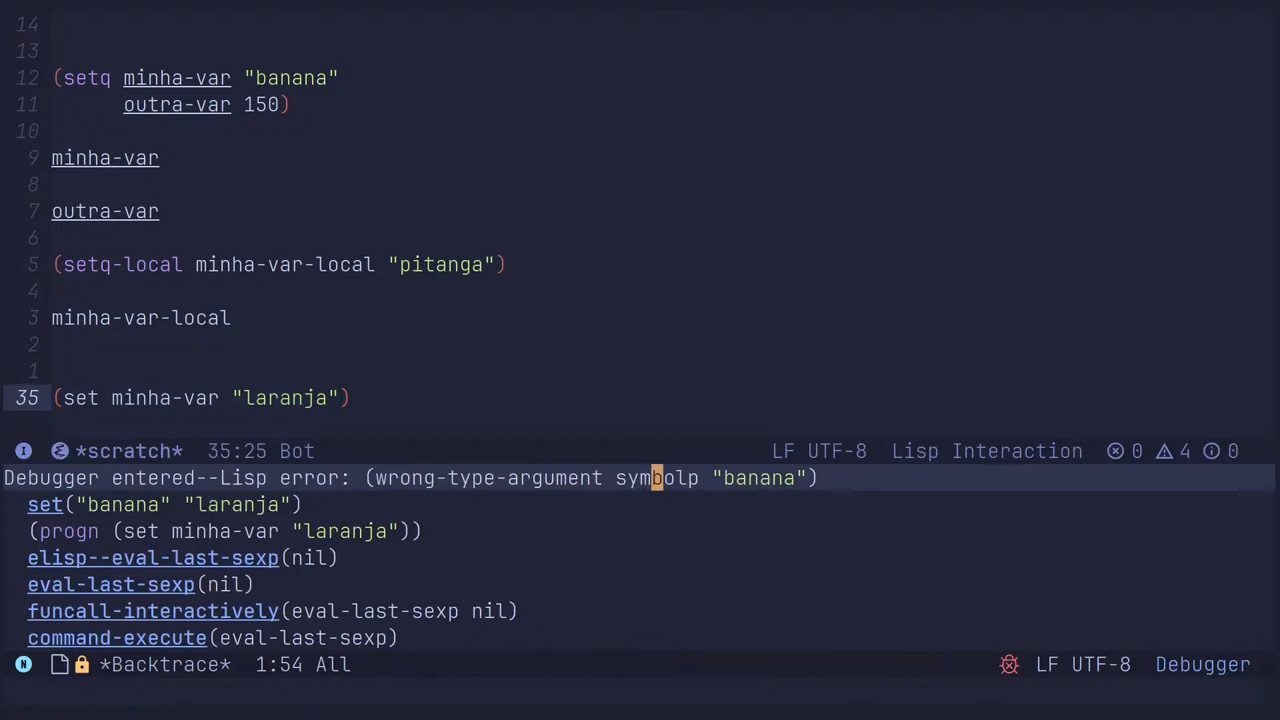 14
13
12 (setq minha-var "banana"
11 outra-var 150)
10
9 minha-var
8
7 outra-var
6
5 (setq-local minha-var-local "pitanga")
4
3 minha-var-local
2
1
35 (set minha-var "laranja")
I *scratch* 35:25 Bot LF UTF-8 Lisp Interaction 0 4 0
Debugger entered--Lisp error: (wrong-type-argument symbolp "banana")
set("banana" "laranja")
(progn (set minha-var "laranja"))
elisp--eval-last-sexp(nil)
eval-last-sexp(nil)
funcall-interactively(eval-last-sexp nil)
command-execute(eval-last-sexp)
N *Backtrace* 1:54 All LF UTF-8 Debugger